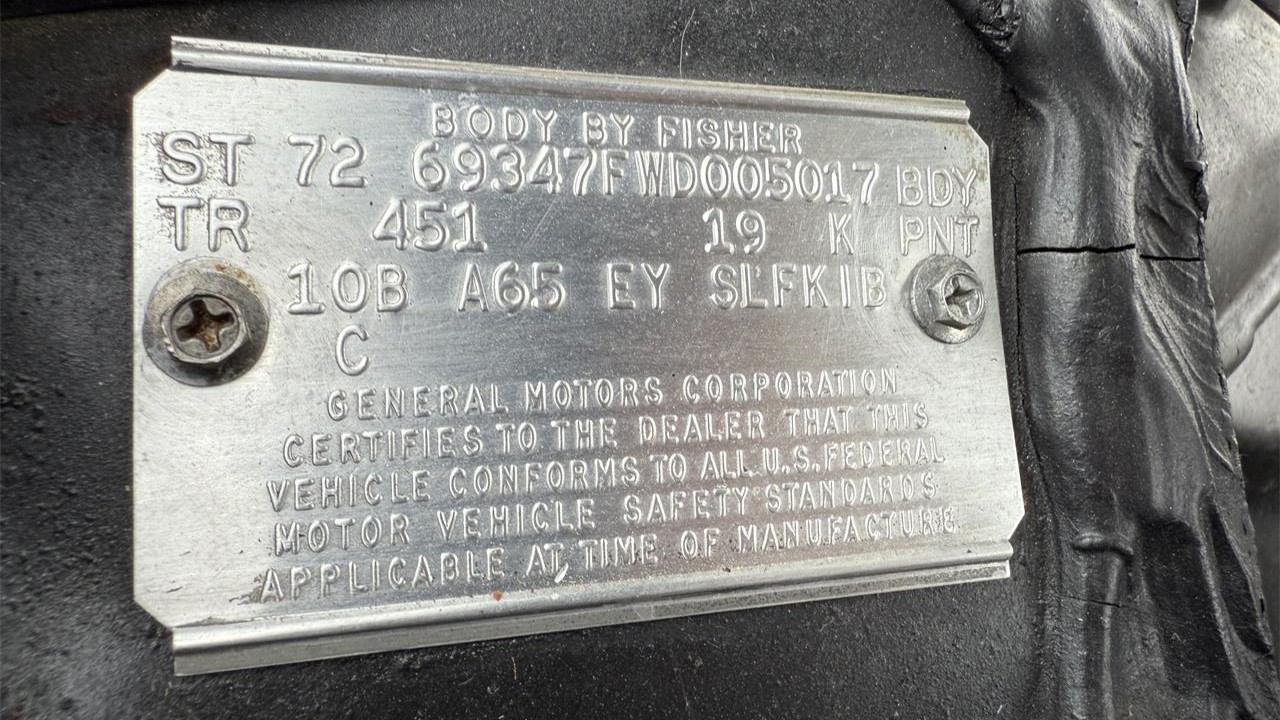 BODY BY FISHER
ST 72 69347FWD005017 BDY
TR 451 19 K PNT
10B A65 EY SLFKIB
C
GENERAL MOTORS CORPORATION
CERTIFIES TO THE DEALER THAT THIS
VEHICLE CONFORMS TO ALL U.S. FEDERAL
MOTOR VEHICLE SAFETY STANDARDS
APPLICABLE AT TIME OF MANUFACTURE